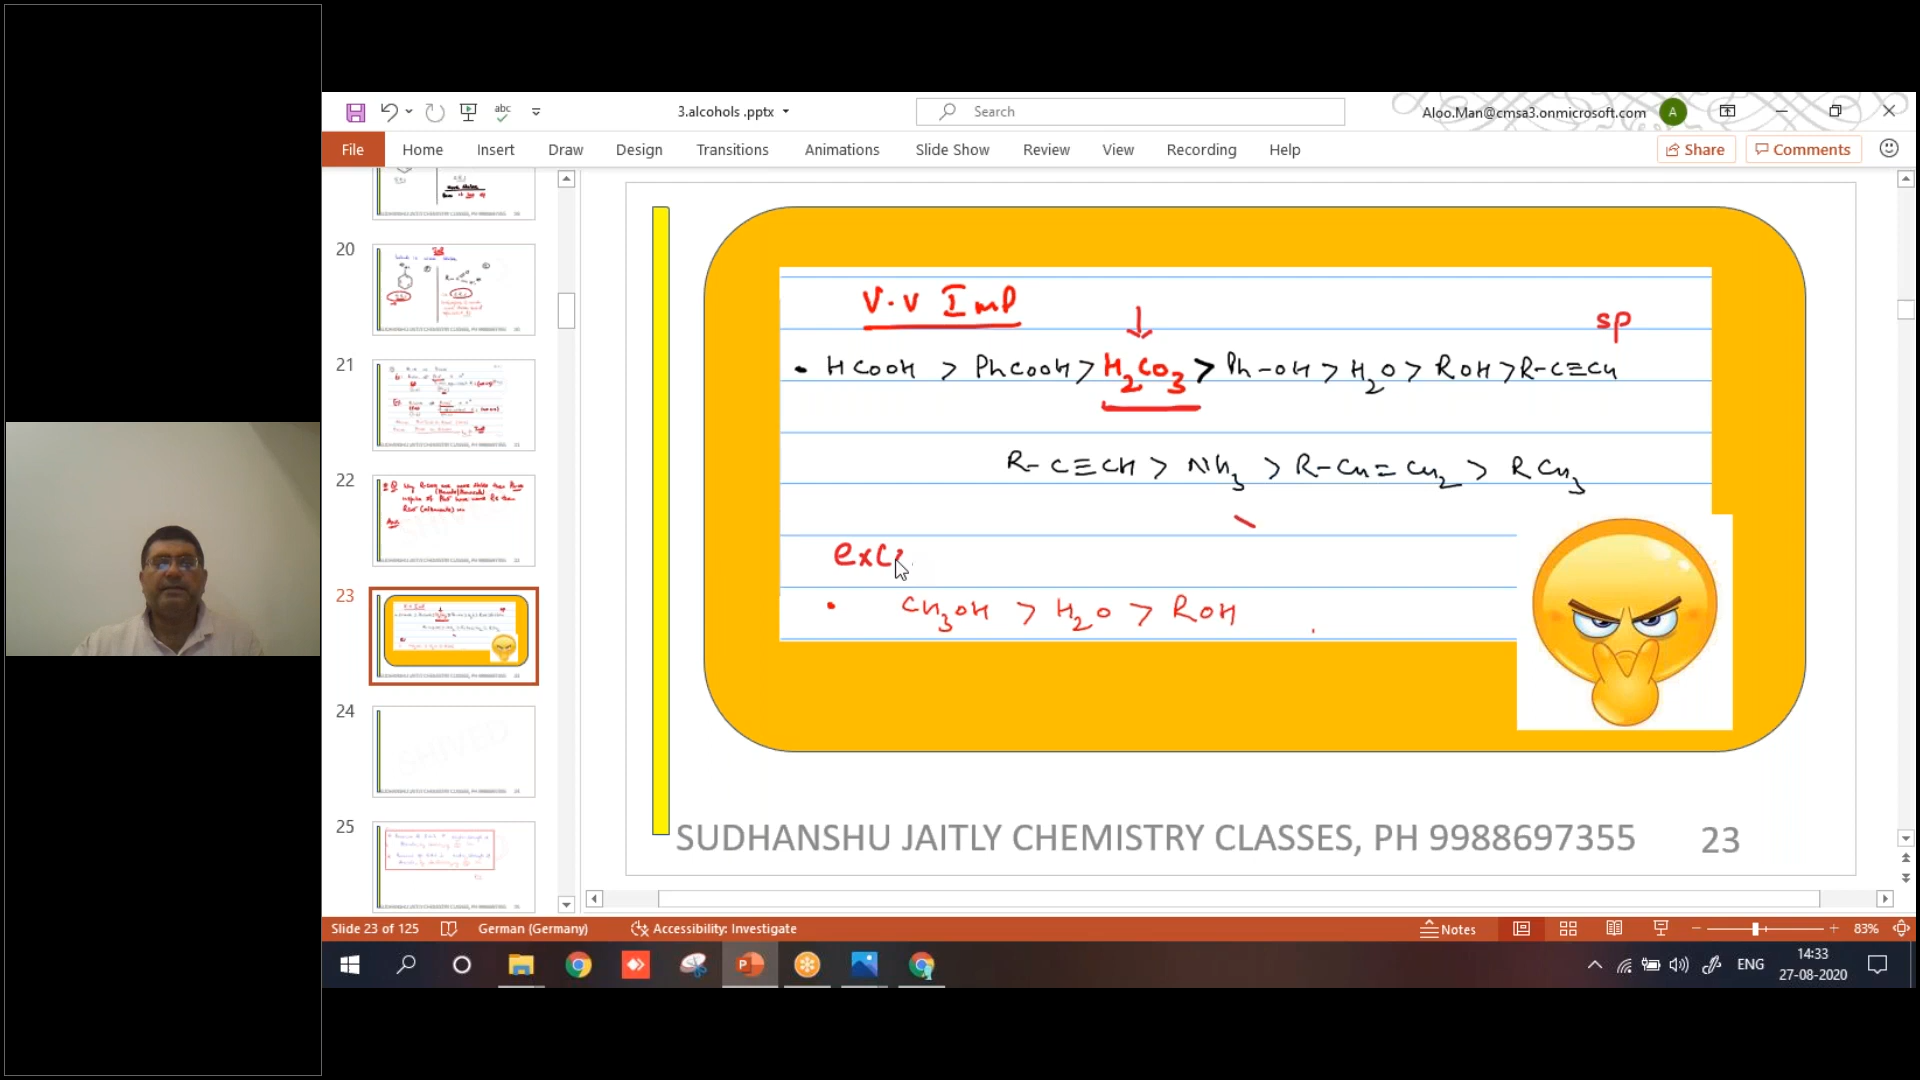 abc
3.alcohols .pptx
Search
Aloo.Man@cmsa3.onmicrosoft.com
A
File Home Insert Draw Design Transitions Animations Slide Show Review View Recording Help
Share Comments
20
21
22
23
24
25
V.V Imp
sp
• HCOOH > PhCOOH > H2CO3 > Ph-OH > H2O > ROH > R-C≡CH
R-C≡CH > NH3 > R-CH=CH2 > RCH3
• CH3OH > H2O > ROH
SUDHANSHU JAITLY CHEMISTRY CLASSES, PH 9988697355 23
Slide 23 of 125 German (Germany) Accessibility: Investigate Notes 83%
ENG
14:33
27-08-2020